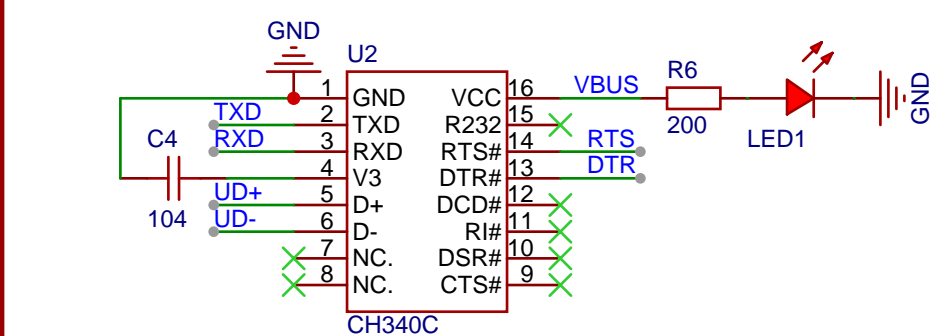 GND
U2
1 GND VCC 16 VBUS R6 200 LED1 GND
TXD 2 TXD R232 15
RXD 3 RXD RTS# 14 RTS
C4 104 4 V3 DTR# 13 DTR
UD+ 5 D+ DCD# 12
UD- 6 D- RI# 11
7 NC. DSR# 10
8 NC. CTS# 9
CH340C